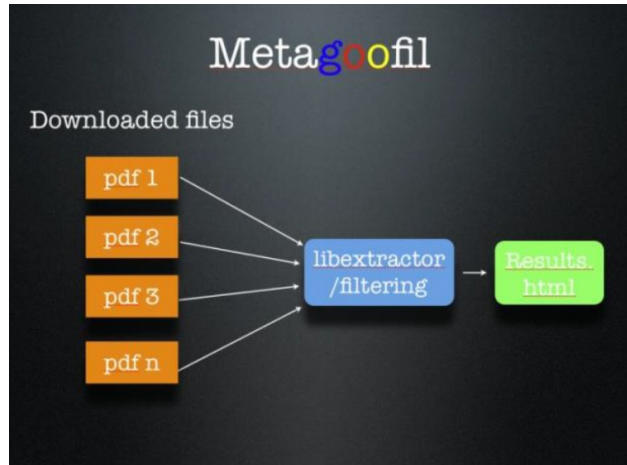 Metagoofil
Downloaded files
pdf 1
pdf 2
pdf 3
pdf n
libextractor
/filtering
Results.
html